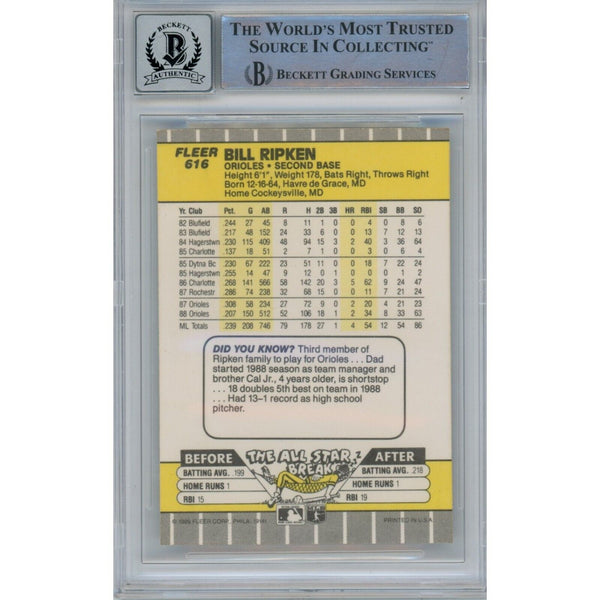 BECKETT
AUTHENTIC
THE WORLD'S MOST TRUSTED
SOURCE IN COLLECTING™
BECKETT GRADING SERVICES
FLEER
616
BILL RIPKEN
ORIOLES • SECOND BASE
Height 6'1", Weight 178, Bats Right, Throws Right
Born 12-16-64, Havre de Grace, MD
Home Cockeysville, MD
Yr. Club Pct. G AB R H 2B 3B HR RBI SB BB SO
82 Blufield .244 27 45 8 11 1 0 0 4 0 8 6
83 Blufield .217 48 152 24 33 6 0 0 13 7 12 13
84 Hagerstwn .230 115 409 48 94 15 3 2 40 3 36 64
85 Charlotte .137 18 51 2 7 1 0 0 3 0 6 4
85 Dytna Bc .230 67 222 23 51 11 0 0 18 7 22 24
85 Hagerstwn .255 14 47 9 12 0 1 0 0 0 1 2
86 Charlotte .268 141 566 58 142 20 3 5 62 9 24 47
87 Rochestr .286 74 238 32 68 15 0 0 11 7 21 24
87 Orioles .308 58 234 27 72 9 0 2 20 4 21 23
88 Orioles .207 150 512 52 106 18 1 2 34 8 33 63
ML Totals .239 208 746 79 178 27 1 4 54 12 54 86
DID YOU KNOW? Third member of
Ripken family to play for Orioles . . . Dad
started 1988 season as team manager and
brother Cal Jr., 4 years older, is shortstop
. . . 18 doubles 5th best on team in 1988
. . . Had 13–1 record as high school
pitcher.
BEFORE THE ALL STAR BREAK AFTER
BATTING AVG. .199 BATTING AVG. .218
HOME RUNS 1 HOME RUNS 1
RBI 15 RBI 19
© 1989 FLEER CORP., PHILA. 19141 PRINTED IN U.S.A.